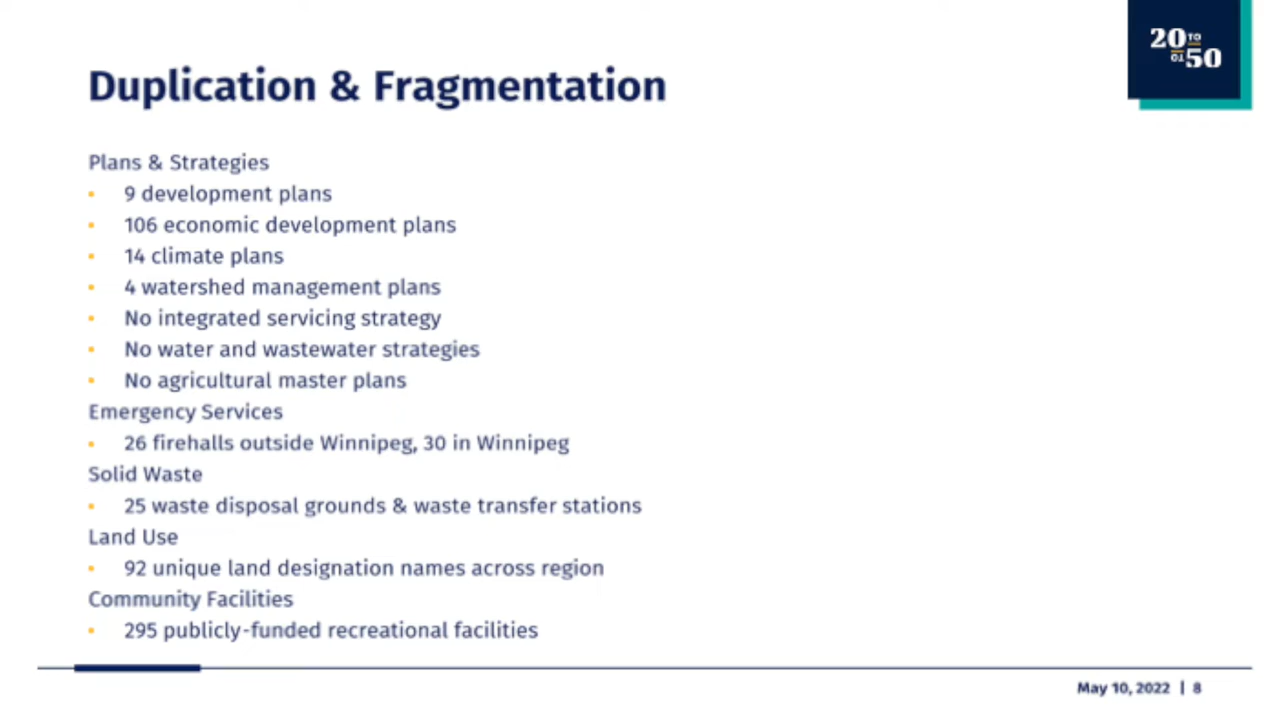 20 TO
TO 50
Duplication & Fragmentation
Plans & Strategies
▪ 9 development plans
▪ 106 economic development plans
▪ 14 climate plans
▪ 4 watershed management plans
▪ No integrated servicing strategy
▪ No water and wastewater strategies
▪ No agricultural master plans
Emergency Services
▪ 26 firehalls outside Winnipeg, 30 in Winnipeg
Solid Waste
▪ 25 waste disposal grounds & waste transfer stations
Land Use
▪ 92 unique land designation names across region
Community Facilities
▪ 295 publicly-funded recreational facilities
May 10, 2022 | 8